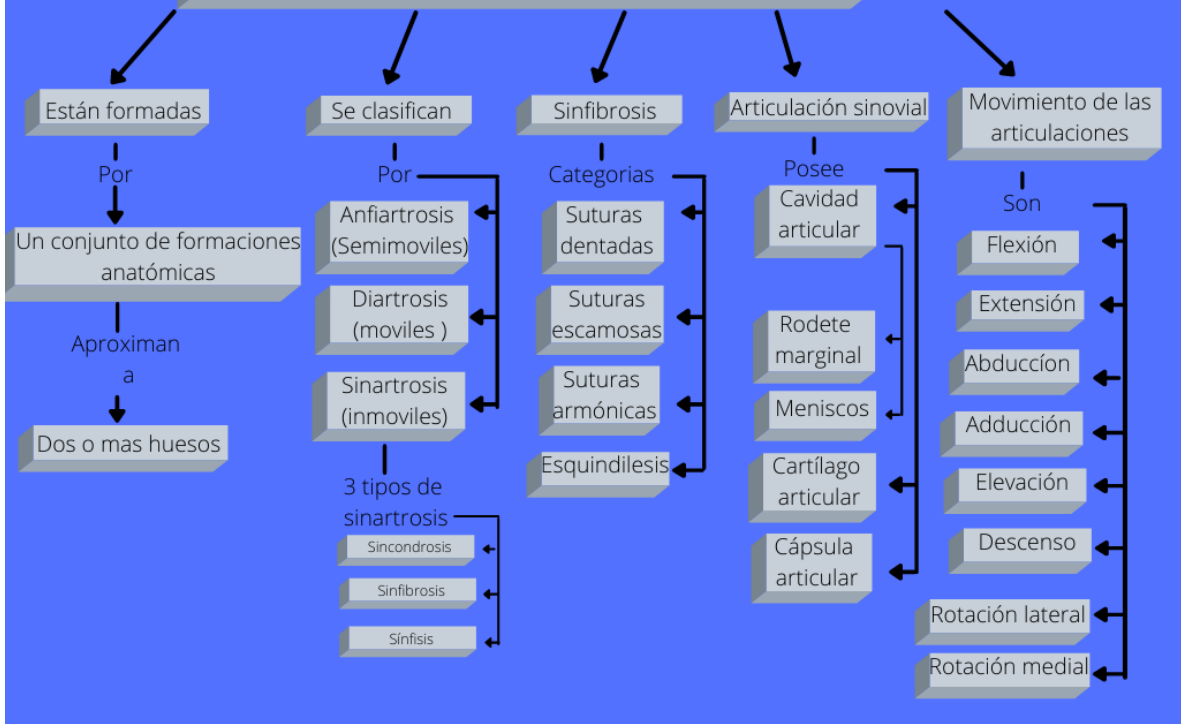 Están formadas
Por
Un conjunto de formaciones
anatómicas
Aproximan
a
Dos o mas huesos
Se clasifican
Por
Anfiartrosis
(Semimoviles)
Diartrosis
(moviles )
Sinartrosis
(inmoviles)
3 tipos de
sinartrosis
Sincondrosis
Sinfibrosis
Sínfisis
Sinfibrosis
Categorias
Suturas
dentadas
Suturas
escamosas
Suturas
armónicas
Esquindilesis
Articulación sinovial
Posee
Cavidad
articular
Rodete
marginal
Meniscos
Cartílago
articular
Cápsula
articular
Movimiento de las
articulaciones
Son
Flexión
Extensión
Abduccíon
Adducción
Elevación
Descenso
Rotación lateral
Rotación medial